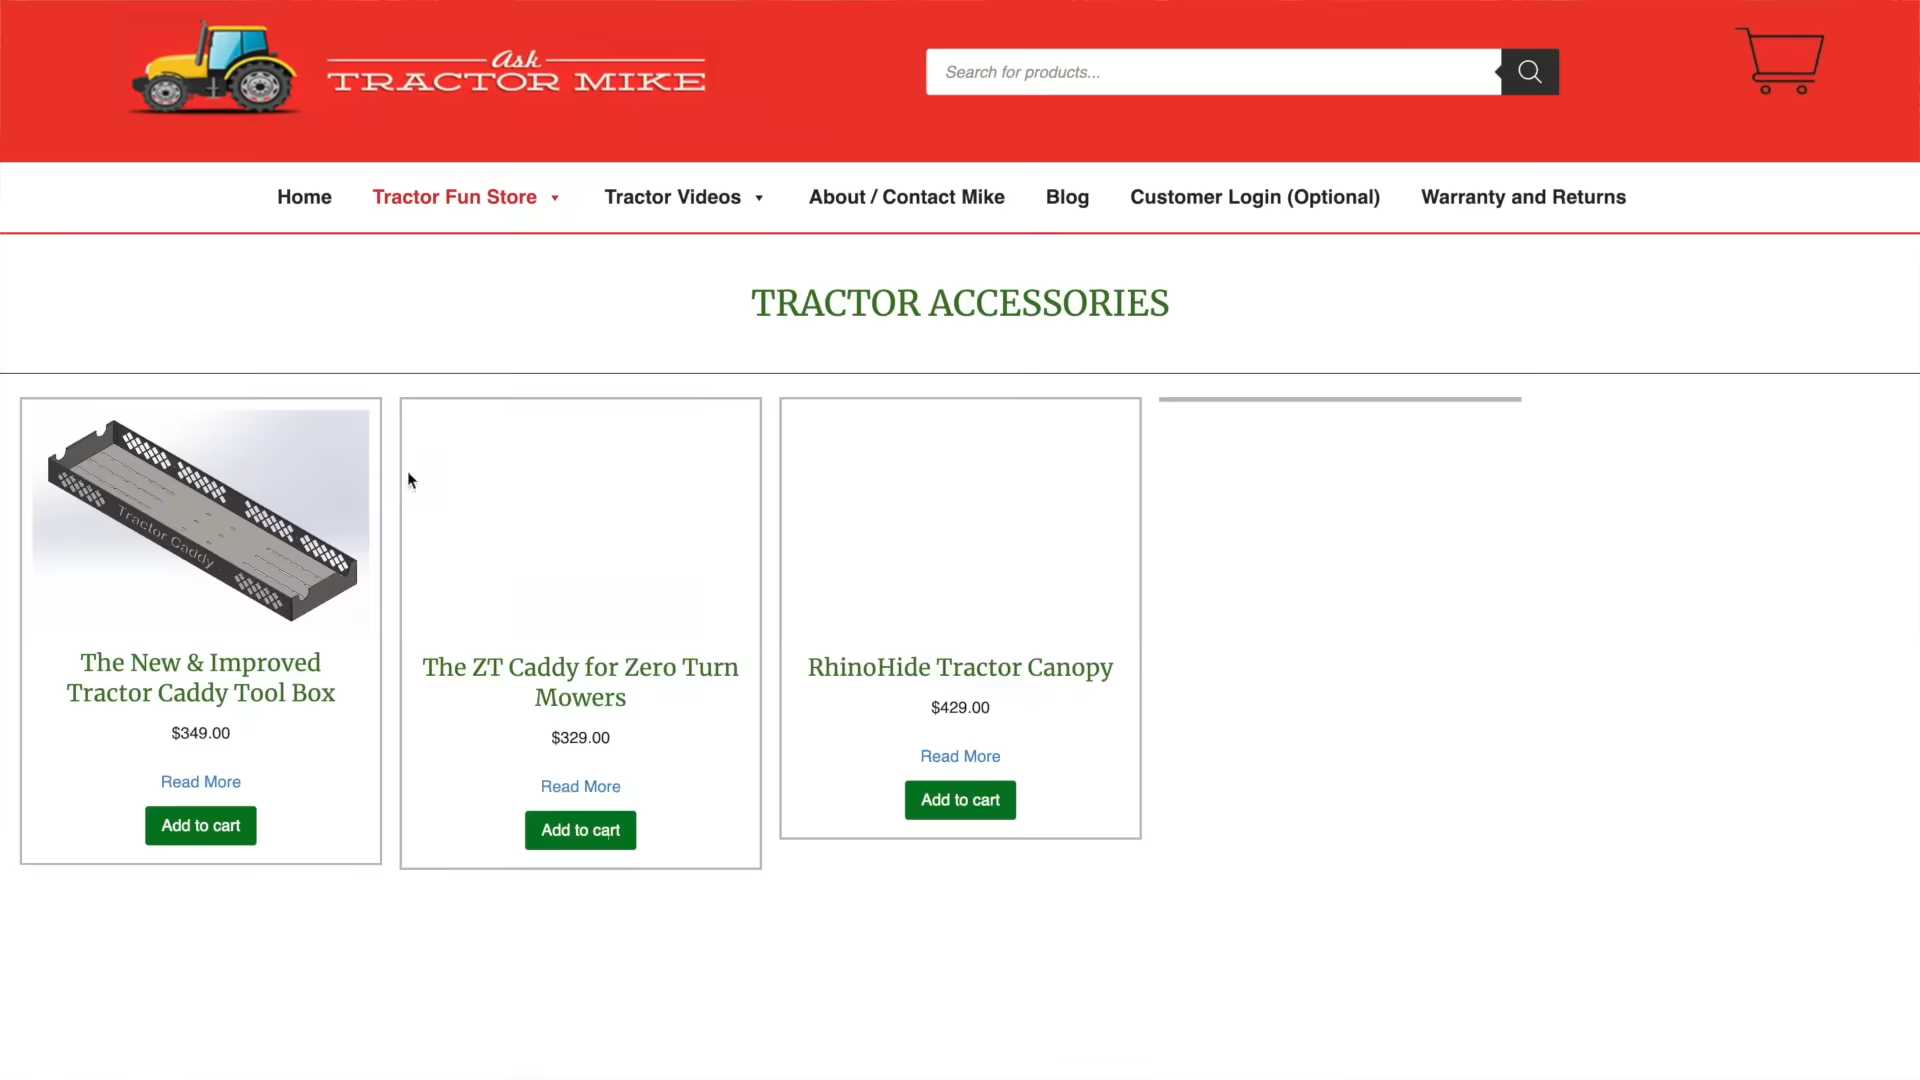 Ask
TRACTOR MIKE
Search for products...
Home
Tractor Fun Store
Tractor Videos
About / Contact Mike
Blog
Customer Login (Optional)
Warranty and Returns
TRACTOR ACCESSORIES
Tractor Caddy
The New & Improved
Tractor Caddy Tool Box
$349.00
Read More
Add to cart
The ZT Caddy for Zero Turn
Mowers
$329.00
Read More
Add to cart
RhinoHide Tractor Canopy
$429.00
Read More
Add to cart